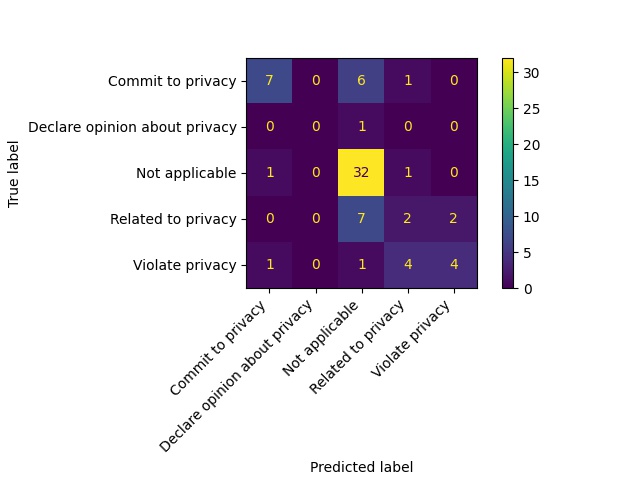 Commit to privacy 7 0 6 1 0
Declare opinion about privacy 0 0 1 0 0
Not applicable 1 0 32 1 0
Related to privacy 0 0 7 2 2
Violate privacy 1 0 1 4 4
True label
Commit to privacy
Declare opinion about privacy
Not applicable
Related to privacy
Violate privacy
Predicted label
30
25
20
15
10
5
0